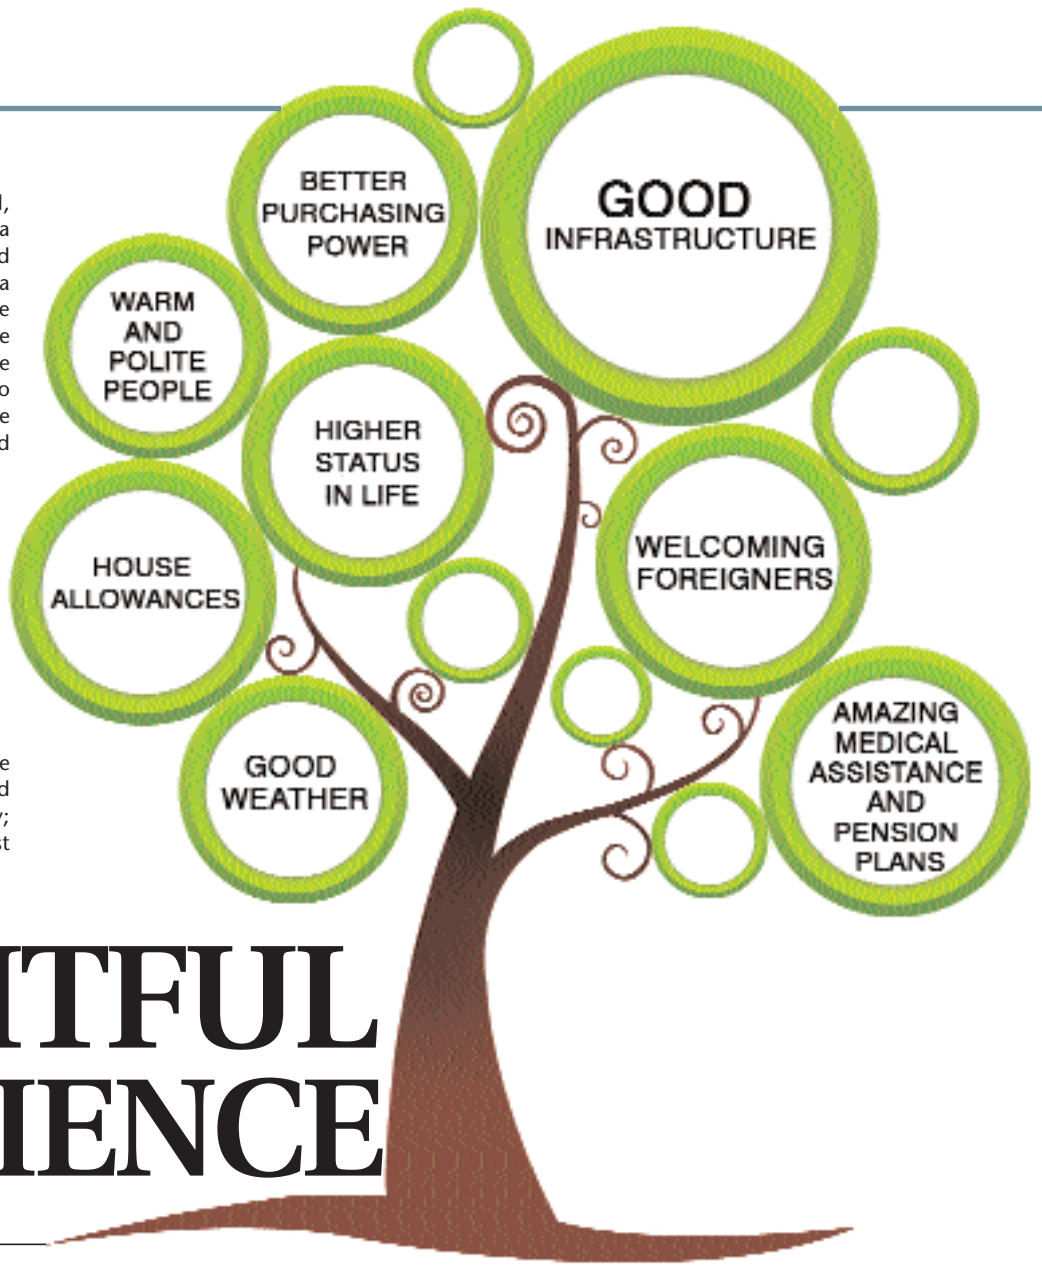 BETTER
PURCHASING
POWER
GOOD
INFRASTRUCTURE
WARM
AND
POLITE
PEOPLE
HIGHER
STATUS
IN LIFE
HOUSE
ALLOWANCES
WELCOMING
FOREIGNERS
GOOD
WEATHER
AMAZING
MEDICAL
ASSISTANCE
AND
PENSION
PLANS
ITFUL
IENCE